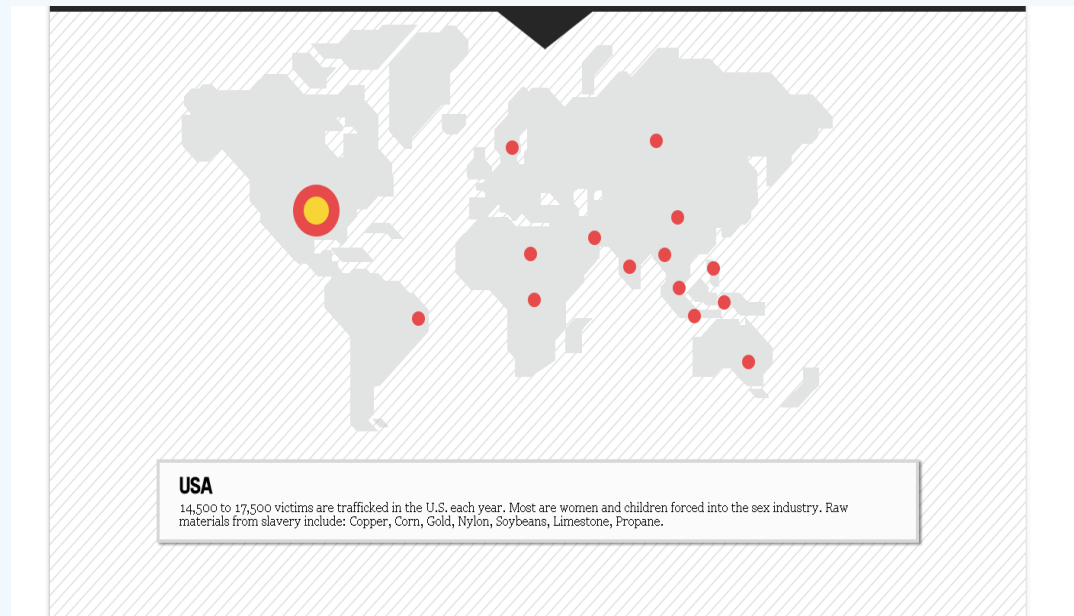 USA
14,500 to 17,500 victims are trafficked in the U.S. each year. Most are women and children forced into the sex industry. Raw
materials from slavery include: Copper, Corn, Gold, Nylon, Soybeans, Limestone, Propane.